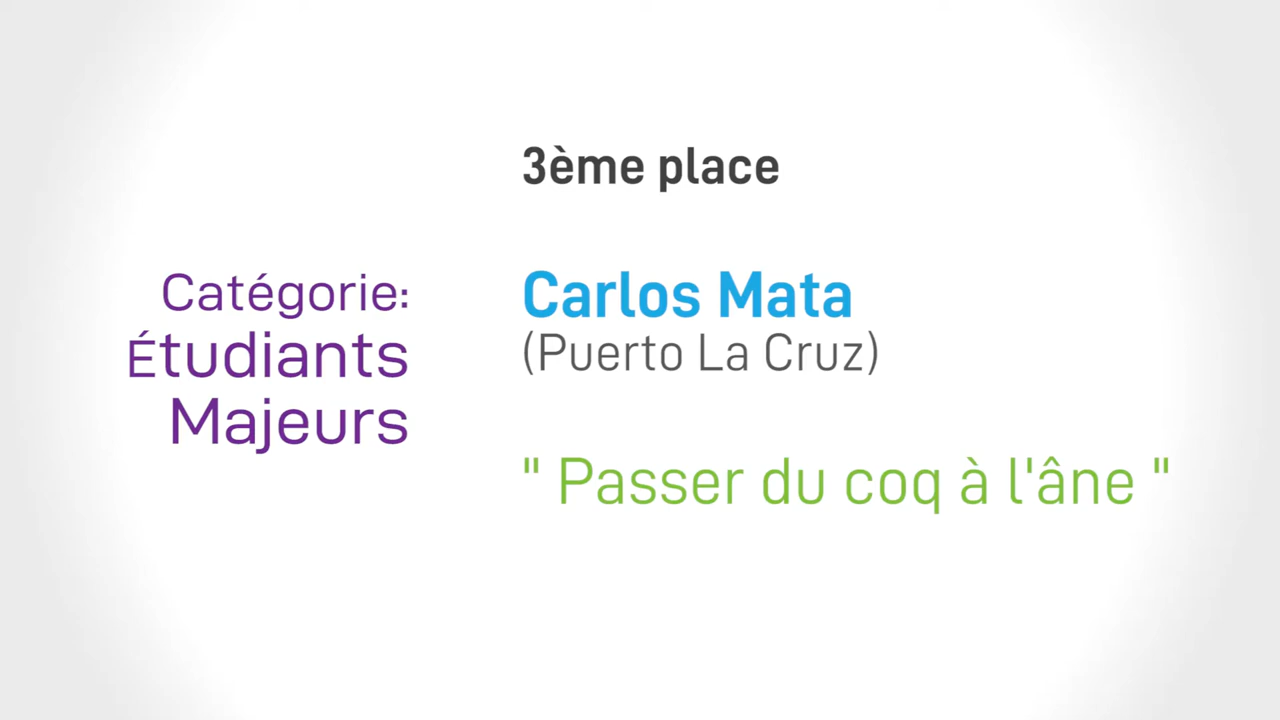 3ème place
Catégorie:
Étudiants
Majeurs
Carlos Mata
(Puerto La Cruz)
" Passer du coq à l'âne "